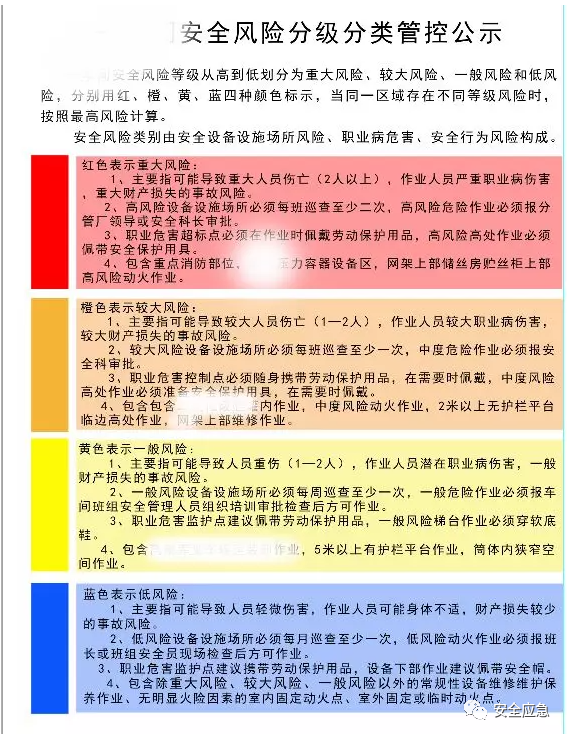 安全风险分级分类管控公示
安全风险等级从高到低划分为重大风险、较大风险、一般风险和低风
险，分别用红、橙、黄、蓝四种颜色标示，当同一区域存在不同等级风险时，
按照最高风险计算。
安全风险类别由安全设备设施场所风险、职业病危害、安全行为风险构成。
红色表示重大风险：
1、主要指可能导致重大人员伤亡（2人以上），作业人员严重职业病伤害
，重大财产损失的事故风险。
2、高风险设备设施场所必须每班巡查至少二次，高风险危险作业必须报分
管厂领导或安全科长审批。
3、职业危害超标点必须在作业时佩戴劳动保护用品，高风险高处作业必须
佩带安全保护用具。
4、包含重点消防部位，压力容器设备区，网架上部储丝房贮丝柜上部
高风险动火作业。
橙色表示较大风险：
1、主要指可能导致较大人员伤亡（1—2人），作业人员较大职业病伤害，
较大财产损失的事故风险。
2、较大风险设备设施场所必须每班巡查至少一次，中度危险作业必须报安
全科审批。
3、职业危害控制点必须随身携带劳动保护用品，在需要时佩戴，中度风险
高处作业必须准备安全保护用具，在需要时佩戴。
4、包含包含内作业，中度风险动火作业，2米以上无护栏平台
临边高处作业，网架上部维修作业。
黄色表示一般风险：
1、主要指可能导致人员重伤（1—2人），作业人员潜在职业病伤害，一般
财产损失的事故风险。
2、一般风险设备设施场所必须每周巡查至少一次，一般危险作业必须报车
间班组安全管理人员组织培训审批检查后方可作业。
3、职业危害监护点建议佩带劳动保护用品，一般风险梯台作业必须穿软底
鞋。
4、包含作业，5米以上有护栏平台作业，筒体内狭窄空
间作业。
蓝色表示低风险：
1、主要指可能导致人员轻微伤害，作业人员可能身体不适，财产损失较少
的事故风险。
2、低风险设备设施场所必须每月巡查至少一次，低风险动火作业必须报班
长或班组安全员现场检查后方可作业。
3、职业危害监护点建议携带劳动保护用品，设备下部作业建议佩带安全帽。
4、包含除重大风险、较大风险、一般风险以外的常规性设备维修维护保
养作业、无明显火险因素的室内固定动火点、室外固定或临时动火点。
安全应急